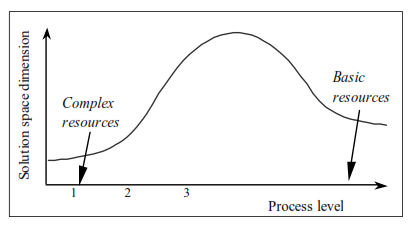 Solution space dimension
Complex
resources
Basic
resources
1 2 3
Process level